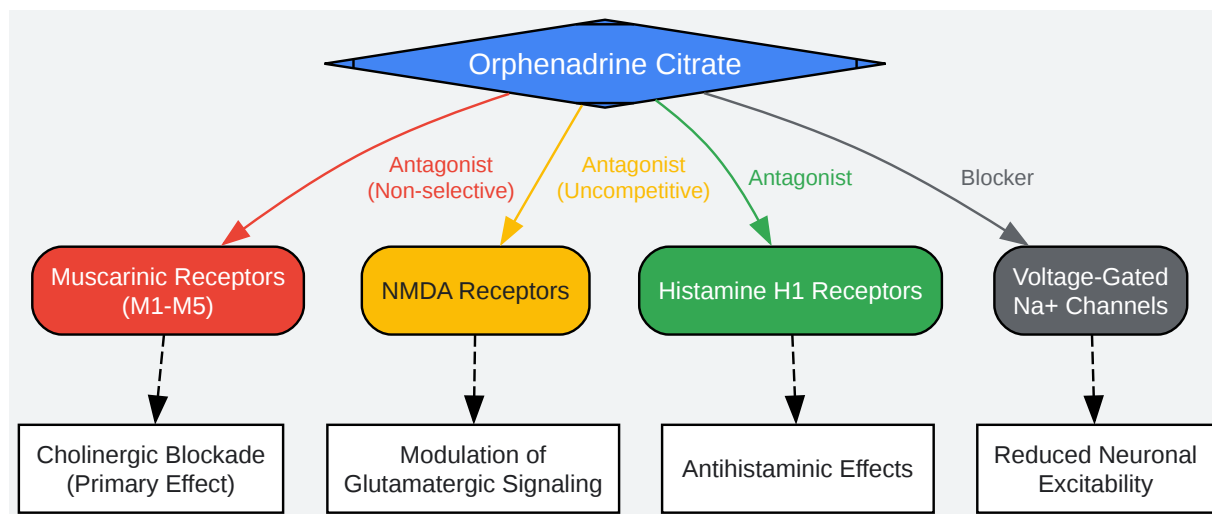 Orphenadrine Citrate
Antagonist
(Non-selective)
Antagonist
(Uncompetitive)
Antagonist
Blocker
Muscarinic Receptors
(M1-M5)
NMDA Receptors
Histamine H1 Receptors
Voltage-Gated
Na+ Channels
Cholinergic Blockade
(Primary Effect)
Modulation of
Glutamatergic Signaling
Antihistaminic Effects
Reduced Neuronal
Excitability